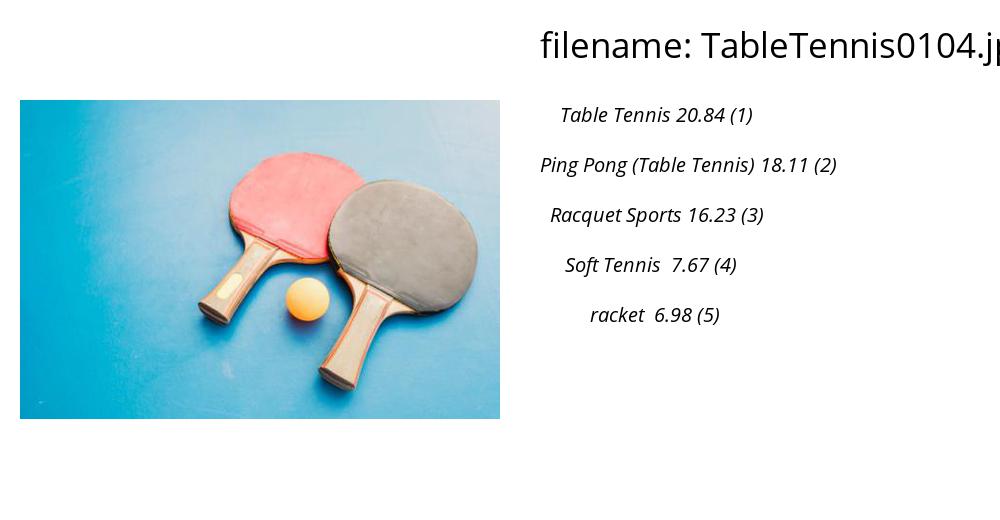 filename: TableTennis0104.j
Table Tennis 20.84 (1)
Ping Pong (Table Tennis) 18.11 (2)
Racquet Sports 16.23 (3)
Soft Tennis 7.67 (4)
racket 6.98 (5)